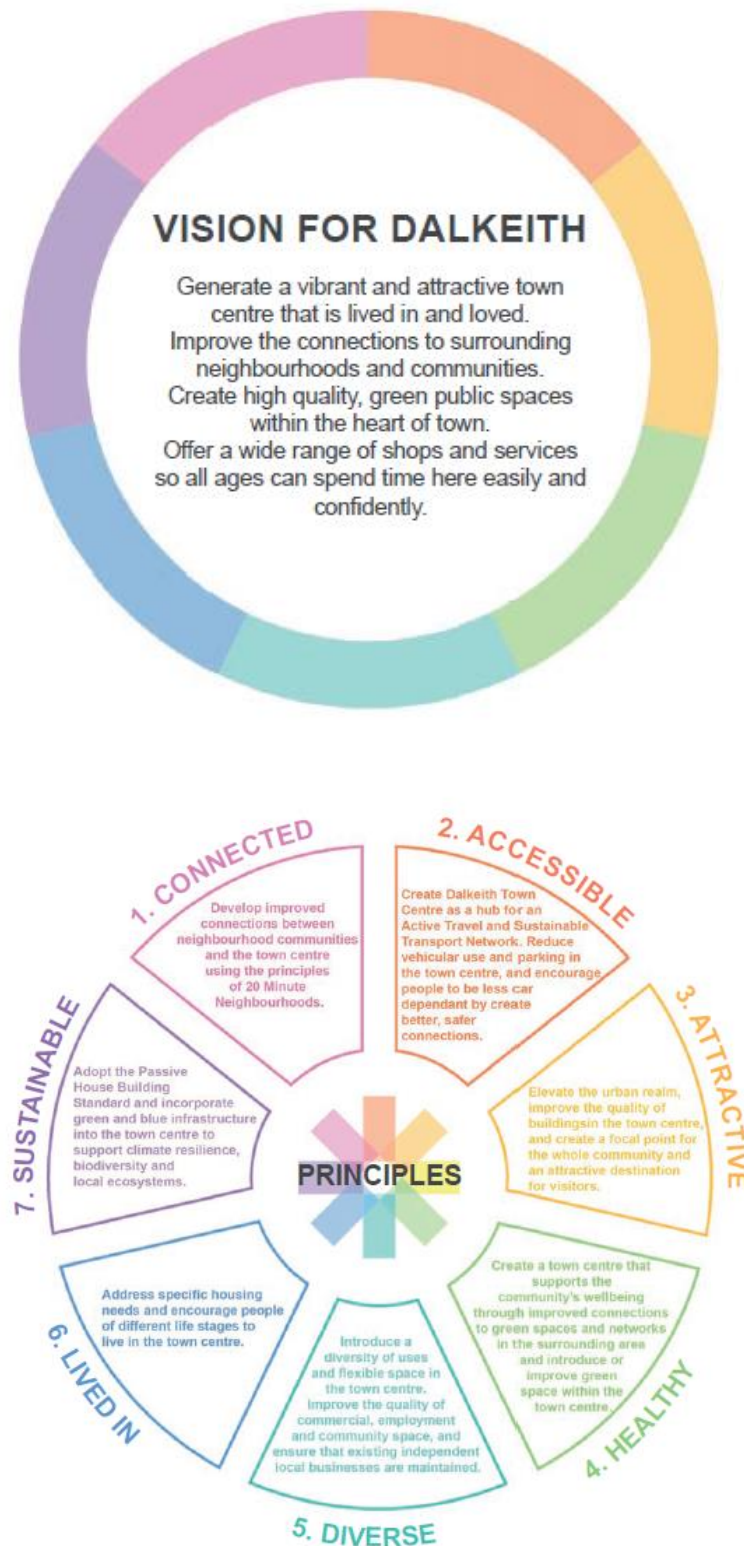 VISION FOR DALKEITH
Generate a vibrant and attractive town
centre that is lived in and loved.
Improve the connections to surrounding
neighbourhoods and communities.
Create high quality, green public spaces
within the heart of town.
Offer a wide range of shops and services
so all ages can spend time here easily and
confidently.
1. CONNECTED
Develop improved
connections between
neighbourhood communities
and the town centre
using the principles
of 20 Minute
Neighbourhoods.
2. ACCESSIBLE
Create Dalkeith Town
Centre as a hub for an
Active Travel and Sustainable
Transport Network. Reduce
vehicular use and parking in
the town centre, and encourage
people to be less car
dependant by create
better, safer
connections.
3. ATTRACTIVE
Elevate the urban realm,
improve the quality of
buildingsin the town centre,
and create a focal point for
the whole community and
an attractive destination
for visitors.
4. HEALTHY
Create a town centre that
supports the
community's wellbeing
through improved connections
to green spaces and networks
in the surrounding area
and introduce or
improve green
space within the
town centre.
5. DIVERSE
Introduce a
diversity of uses
and flexible space in
the town centre.
Improve the quality of
commercial, employment
and community space, and
ensure that existing independent
local businesses are maintained.
6. LIVED IN
Address specific housing
needs and encourage people
of different life stages to
live in the town centre.
7. SUSTAINABLE
Adopt the Passive
House Building
Standard and incorporate
green and blue infrastructure
into the town centre to
support climate resilience,
biodiversity and
local ecosystems.
PRINCIPLES